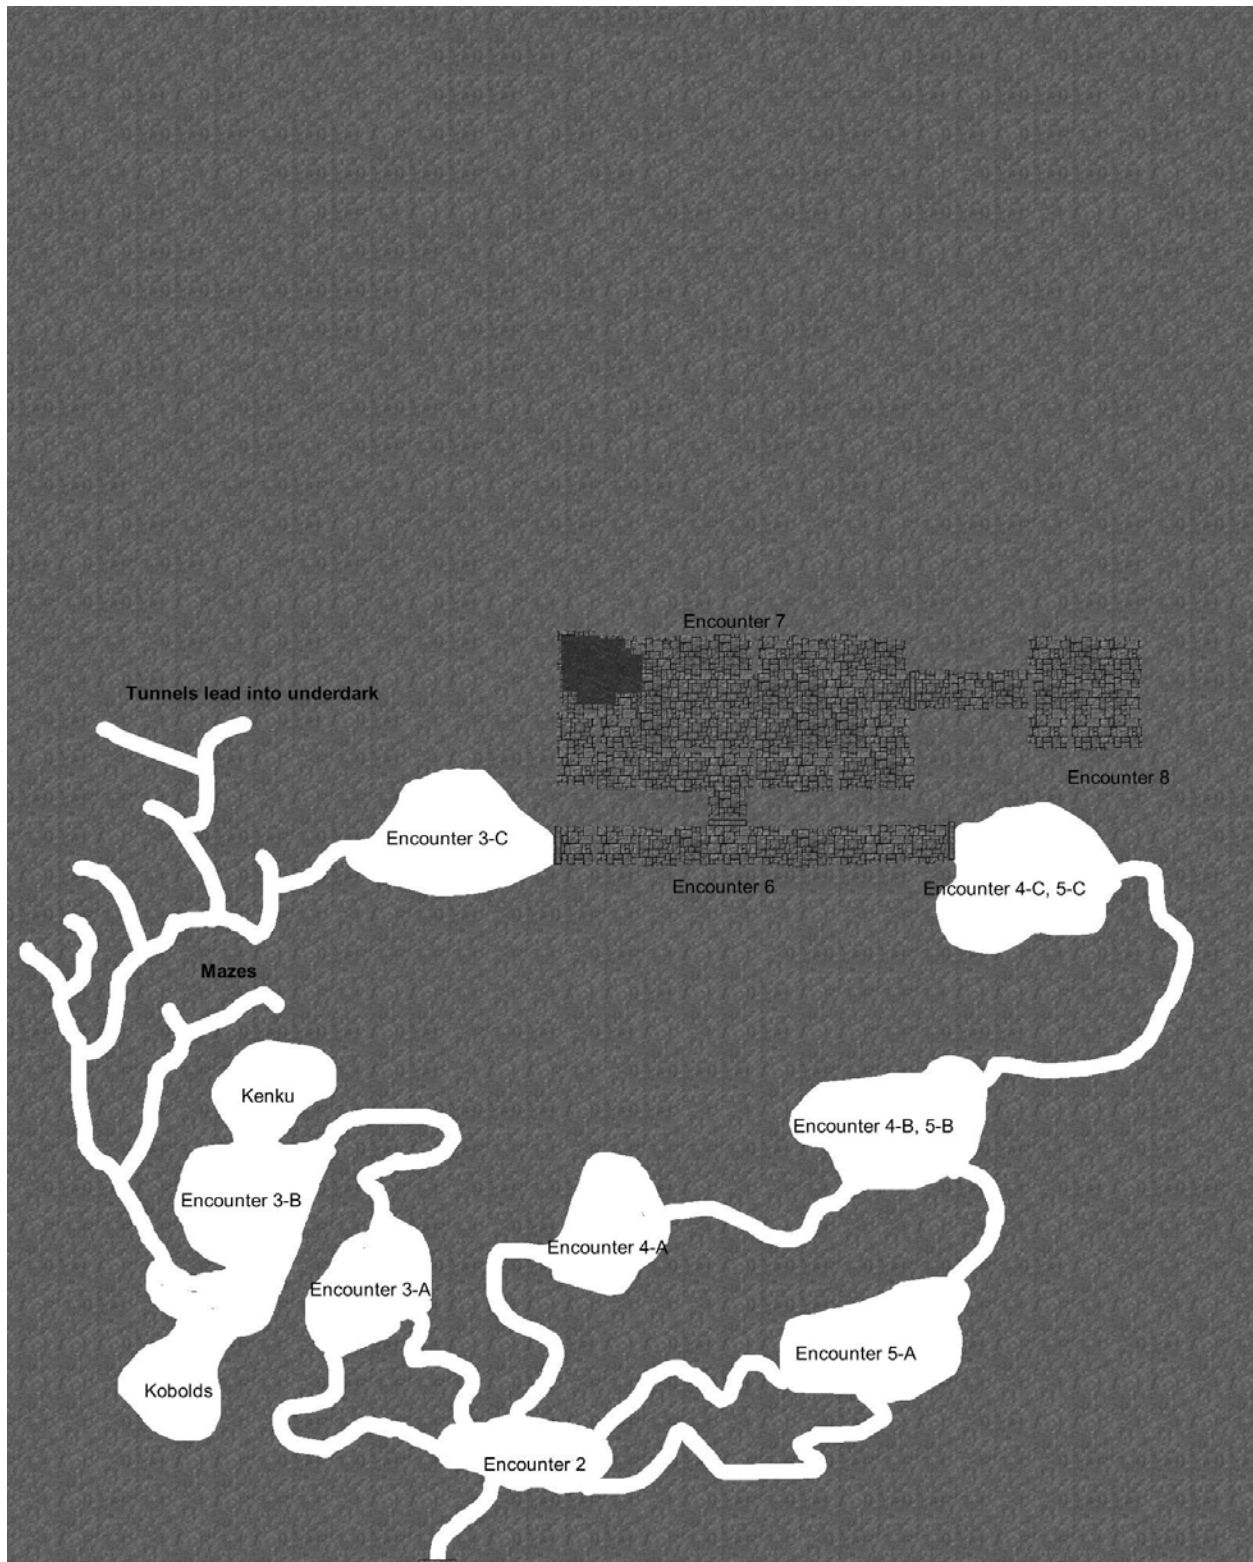 Encounter 7
Tunnels lead into underdark
Encounter 8
Encounter 3-C
Encounter 6
Encounter 4-C, 5-C
Mazes
Kenku
Encounter 4-B, 5-B
Encounter 3-B
Encounter 4-A
Encounter 3-A
Encounter 5-A
Kobolds
Encounter 2